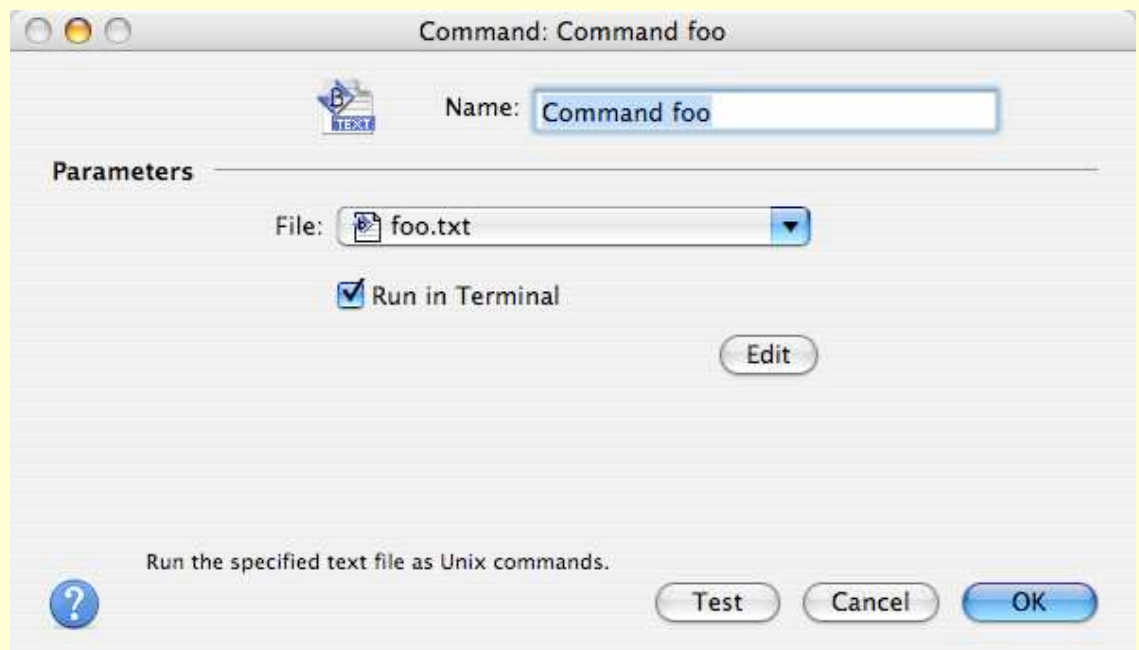 Command: Command foo
B
TEXT
Name: Command foo
Parameters
File: foo.txt
Run in Terminal
Edit
Run the specified text file as Unix commands.
? Test Cancel OK